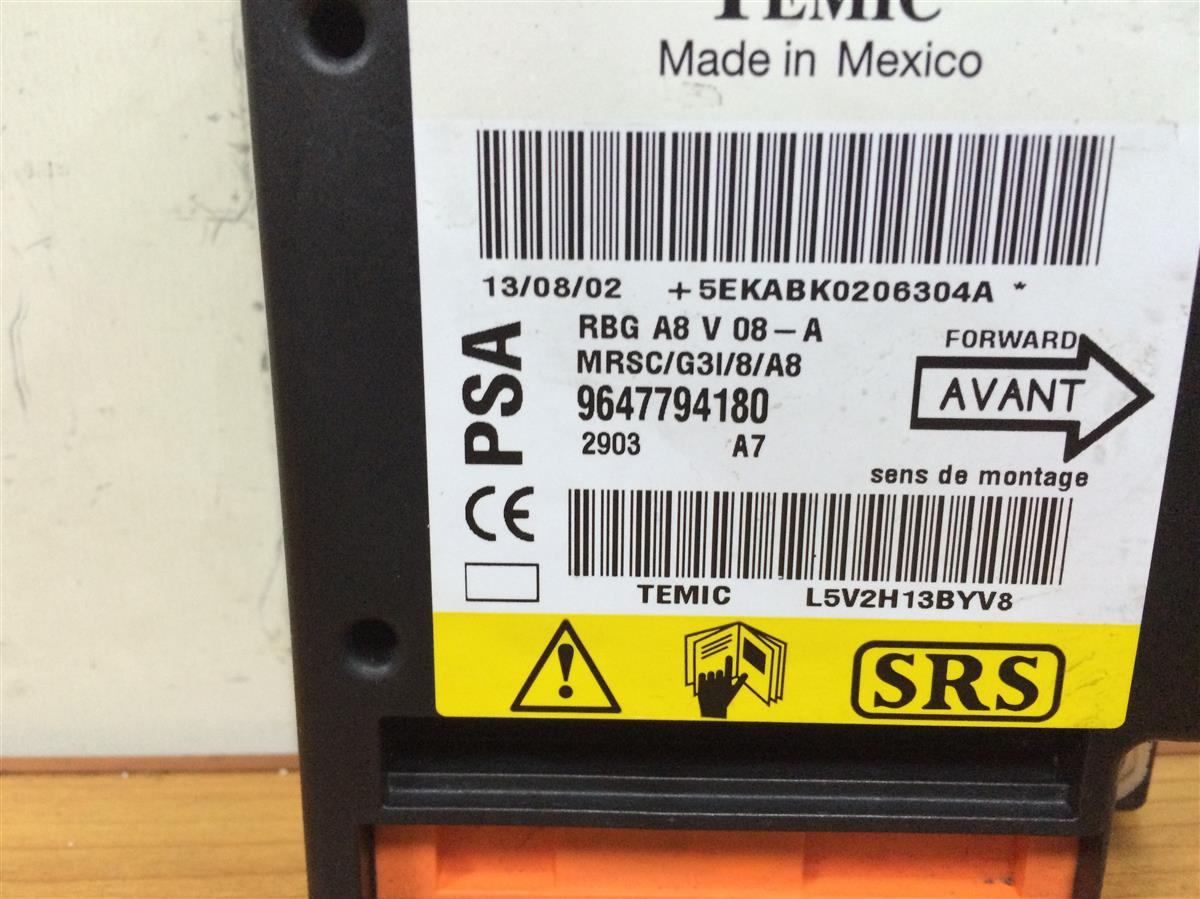 TEMIC
Made in Mexico
13/08/02 +5EKABK0206304A *
PSA
RBG A8 V 08-A
MRSC/G3I/8/A8
9647794180
2903 A7
FORWARD
AVANT
sens de montage
CE
TEMIC L5V2H13BYV8
SRS